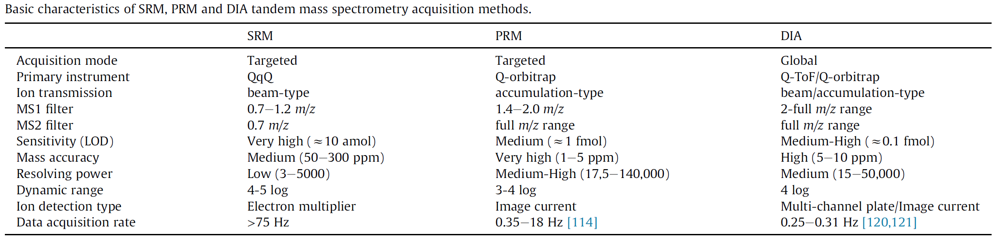 Basic characteristics of SRM, PRM and DIA tandem mass spectrometry acquisition methods.
SRM PRM DIA
Acquisition mode Targeted Targeted Global
Primary instrument QqQ Q-orbitrap Q-ToF/Q-orbitrap
Ion transmission beam-type accumulation-type beam/accumulation-type
MS1 filter 0.7–1.2 m/z 1.4–2.0 m/z 2-full m/z range
MS2 filter 0.7 m/z full m/z range full m/z range
Sensitivity (LOD) Very high (≈10 amol) Medium (≈1 fmol) Medium-High (≈0.1 fmol)
Mass accuracy Medium (50–300 ppm) Very high (1–5 ppm) High (5–10 ppm)
Resolving power Low (3–5000) Medium-High (17,5–140,000) Medium (15–50,000)
Dynamic range 4-5 log 3-4 log 4 log
Ion detection type Electron multiplier Image current Multi-channel plate/Image current
Data acquisition rate >75 Hz 0.35–18 Hz [114] 0.25–0.31 Hz [120,121]